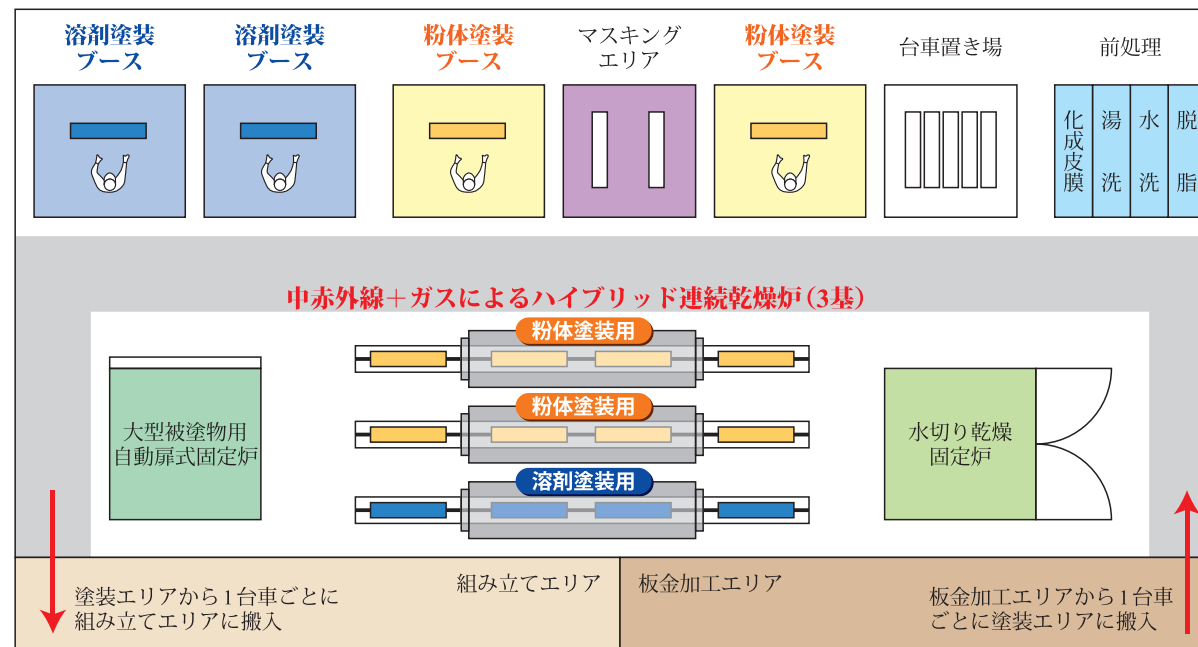 溶剤塗装
ブース
溶剤塗装
ブース
粉体塗装
ブース
マスキング
エリア
粉体塗装
ブース
台車置き場
前処理
化成皮膜
湯洗
水洗
脱脂
中赤外線＋ガスによるハイブリッド連続乾燥炉（3基）
粉体塗装用
粉体塗装用
溶剤塗装用
大型被塗物用
自動扉式固定炉
水切り乾燥
固定炉
組み立てエリア
板金加工エリア
塗装エリアから1台車ごとに
組み立てエリアに搬入
板金加工エリアから1台車
ごとに塗装エリアに搬入